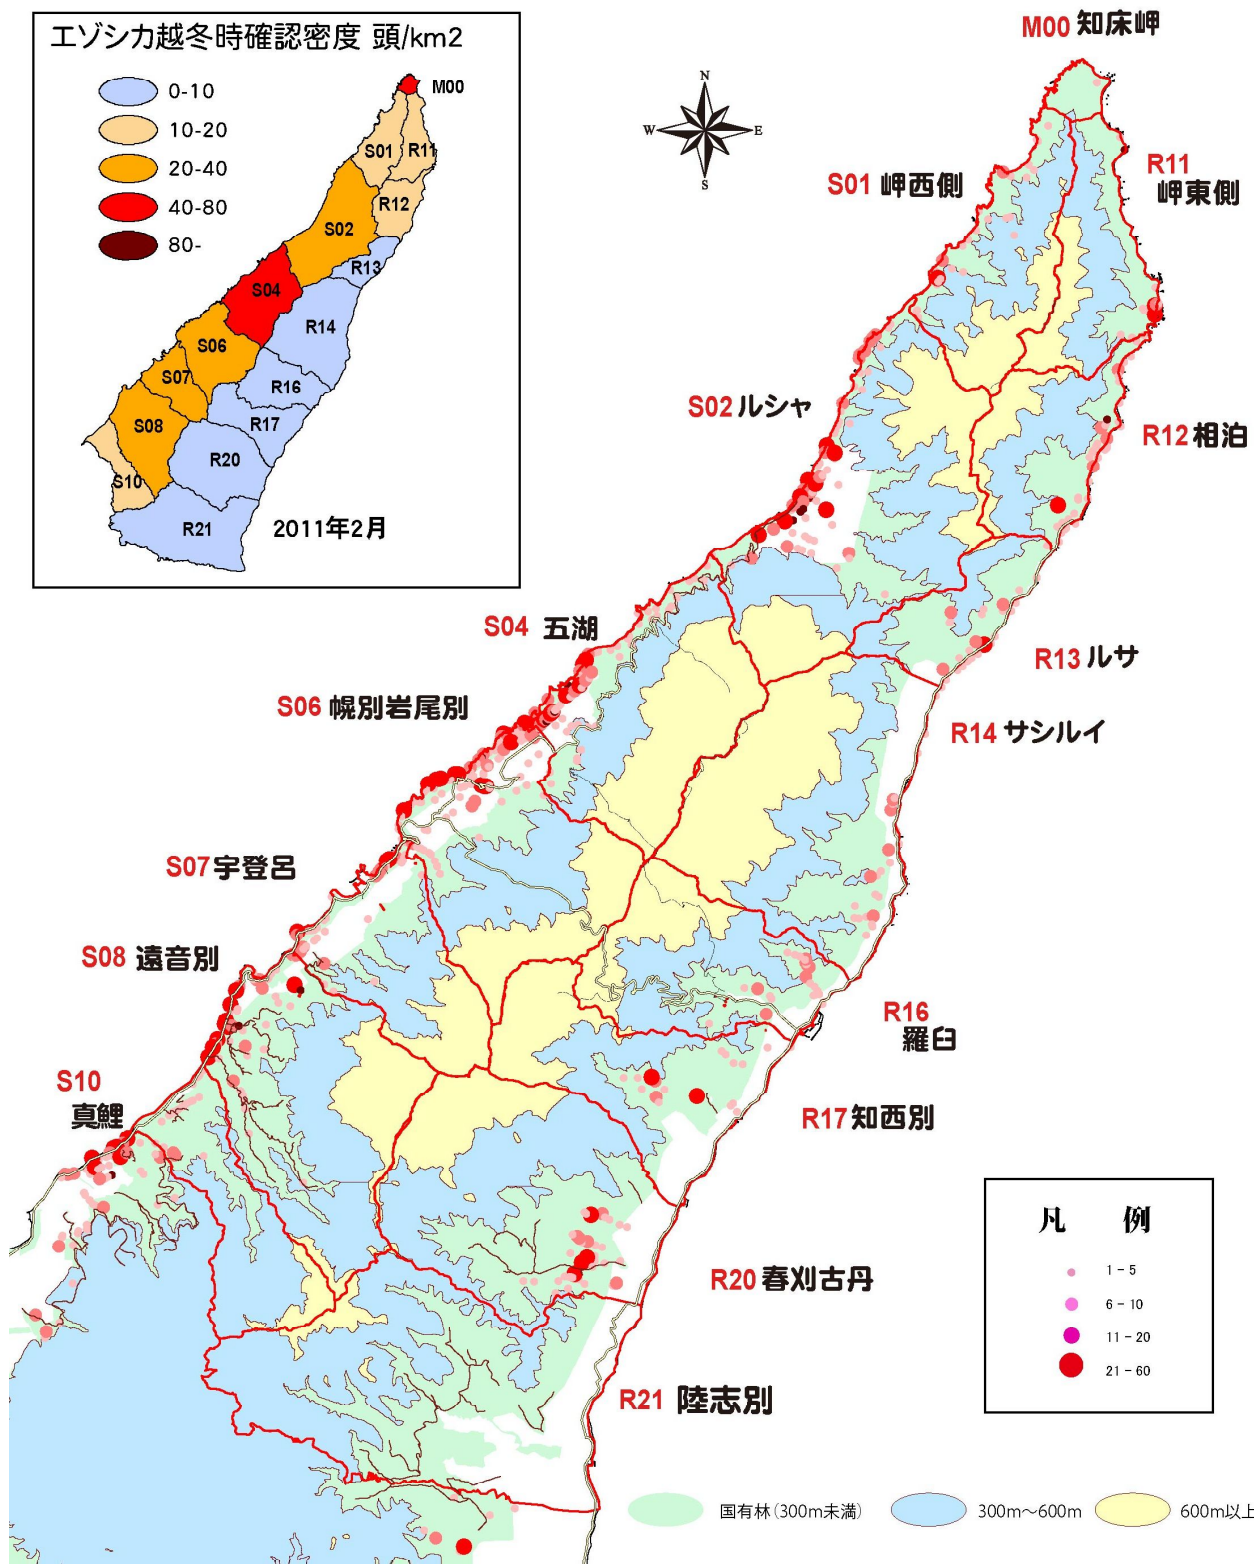 エゾシカ越冬時確認密度 頭/km2
0-10
10-20
20-40
40-80
80-
M00
S01
R11
R12
S02
R13
S04
R14
S06
S07
R16
S08
R17
R20
S10
R21
2011年2月
M00 知床岬
N
W
E
S
S01 岬西側
R11
岬東側
S02 ルシャ
R12 相泊
S04 五湖
R13 ルサ
S06 幌別岩尾別
R14 サシルイ
S07 宇登呂
S08 遠音別
R16
羅臼
S10
真鯉
R17 知西別
R20 春刈古丹
R21 陸志別
凡 例
1 - 5
6 - 10
11 - 20
21 - 60
国有林(300m未満)
300m～600m
600m以上